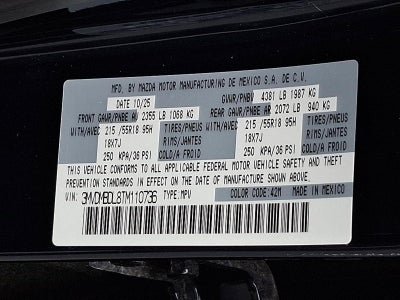 MFD. BY MAZDA MOTOR MANUFACTURING DE MEXICO S.A. DE C.V.
DATE 10/25 GVWR/PNBV 4381 LB 1987 KG
FRONT GAWR/PNBE AV 2355 LB 1068 KG REAR GAWR/PNBE AR 2072 LB 940 KG
WITH/AVEC 215 /55R18 95H TIRES/PNEUS WITH/AVEC 215 /55R18 95H TIRES/PNEUS
18X7J RIMS/JANTES 18X7J RIMS/JANTES
250 KPA/36 PSI COLD/A FROID 250 KPA/36 PSI COLD/A FROID
THIS VEHICLE CONFORMS TO ALL APPLICABLE FEDERAL MOTOR VEHICLE SAFETY AND THEFT
PREVENTION STANDARDS IN EFFECT ON THE DATE OF MANUFACTURE SHOWN ABOVE.
VIN: 3MVDMBDL8TM110736 TYPE: MPV COLOR CODE: 42M MADE IN MEXICO